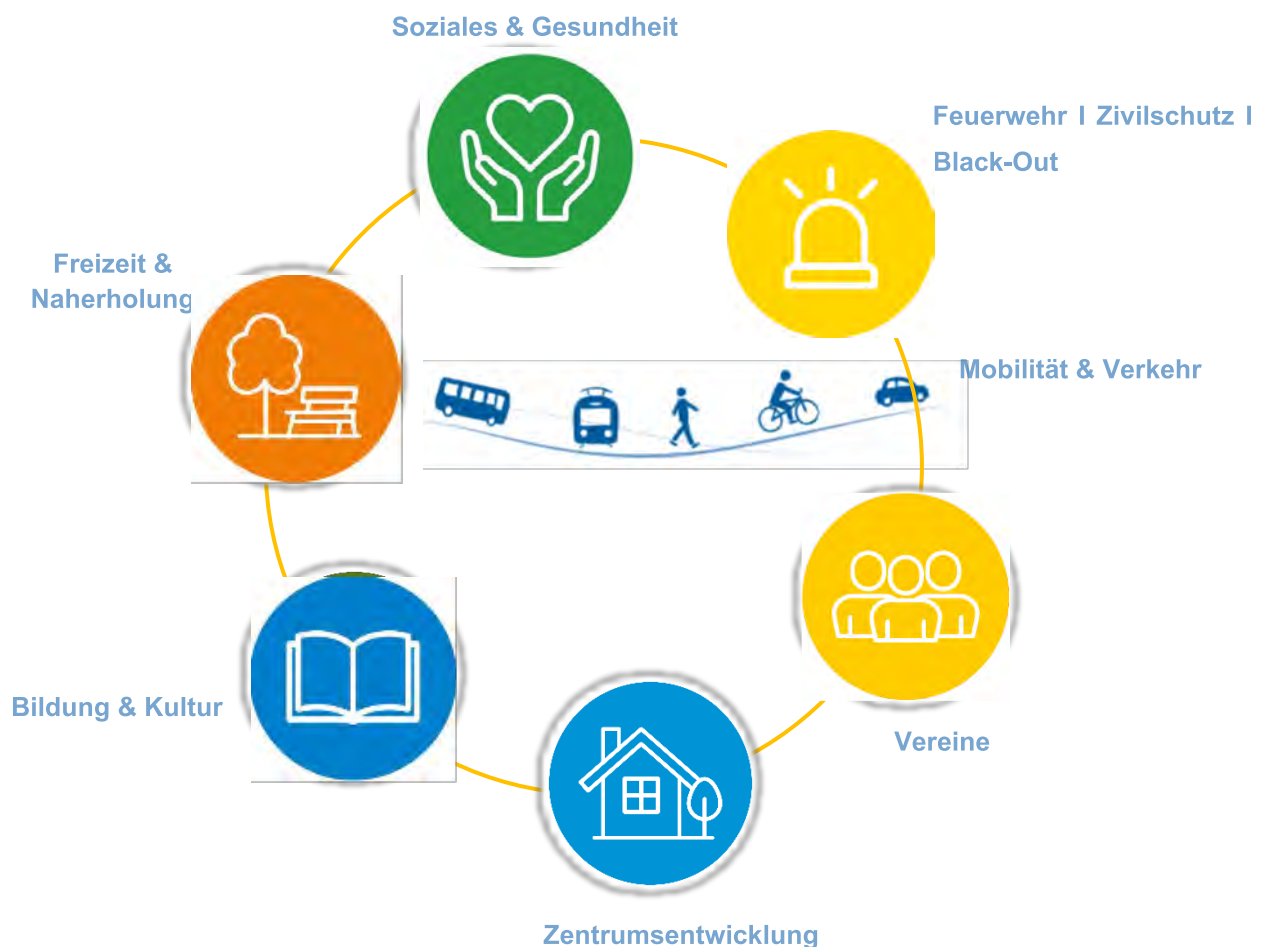 Soziales & Gesundheit
Feuerwehr I Zivilschutz I
Black-Out
Freizeit &
Naherholung
Mobilität & Verkehr
Bildung & Kultur
Vereine
Zentrumsentwicklung